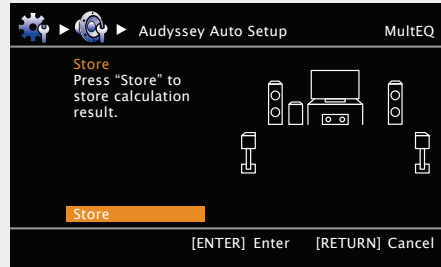 Audyssey Auto Setup MultEQ
Store
Press “Store” to
store calculation
result.
Store
[ENTER] Enter [RETURN] Cancel